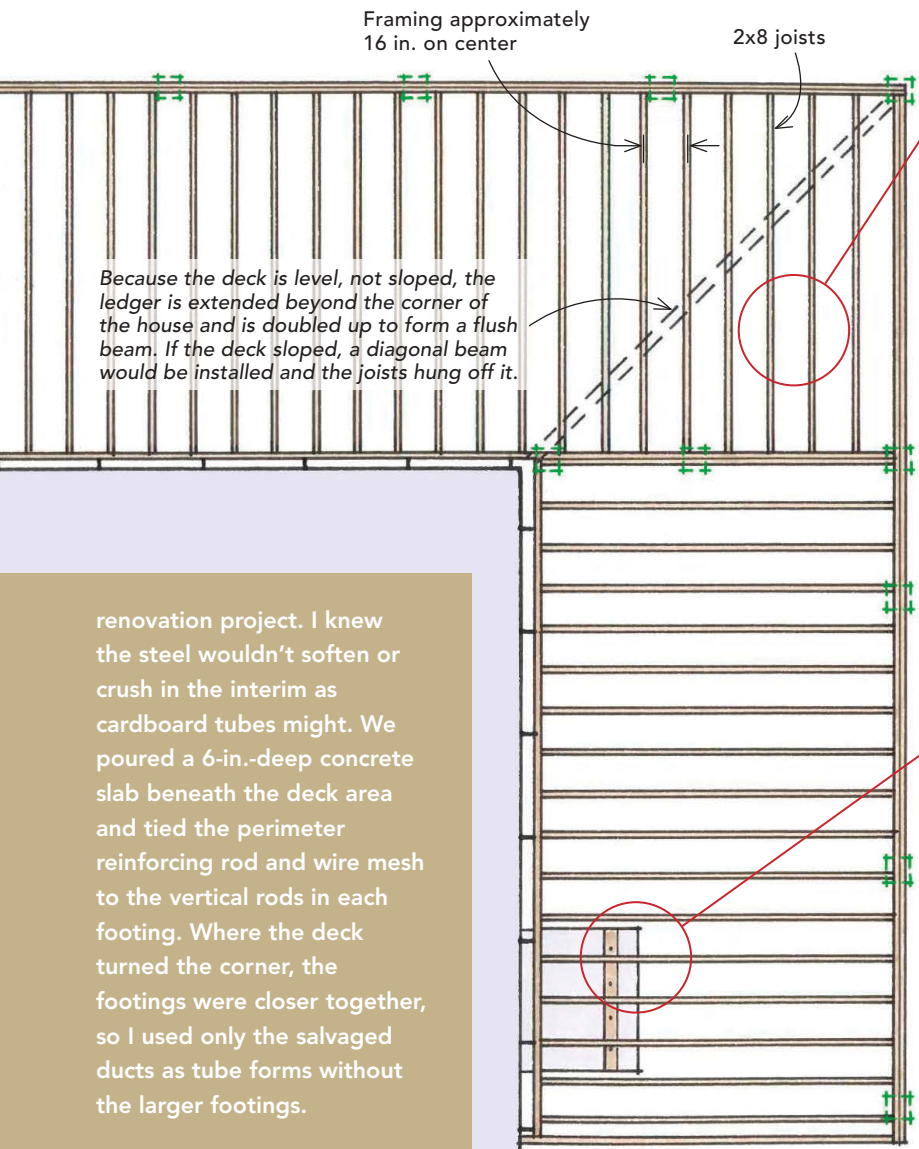 Framing approximately
16 in. on center
2x8 joists
Because the deck is level, not sloped, the
ledger is extended beyond the corner of
the house and is doubled up to form a flush
beam. If the deck sloped, a diagonal beam
would be installed and the joists hung off it.
renovation project. I knew
the steel wouldn't soften or
crush in the interim as
cardboard tubes might. We
poured a 6-in.-deep concrete
slab beneath the deck area
and tied the perimeter
reinforcing rod and wire mesh
to the vertical rods in each
footing. Where the deck
turned the corner, the
footings were closer together,
so I used only the salvaged
ducts as tube forms without
the larger footings.